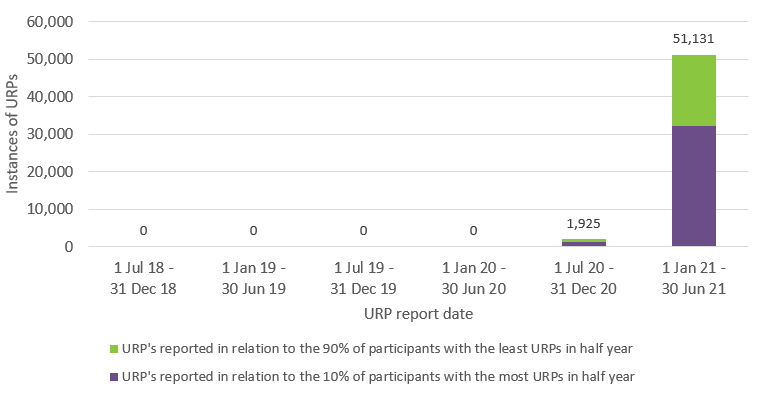 60,000
50,000
40,000
30,000
20,000
10,000
0
Instances of URPs
0
0
0
0
1,925
51,131
1 Jul 18 -
31 Dec 18
1 Jan 19 -
30 Jun 19
1 Jul 19 -
31 Dec 19
1 Jan 20 -
30 Jun 20
1 Jul 20 -
31 Dec 20
1 Jan 21 -
30 Jun 21
URP report date
URP's reported in relation to the 90% of participants with the least URPs in half year
URP's reported in relation to the 10% of participants with the most URPs in half year